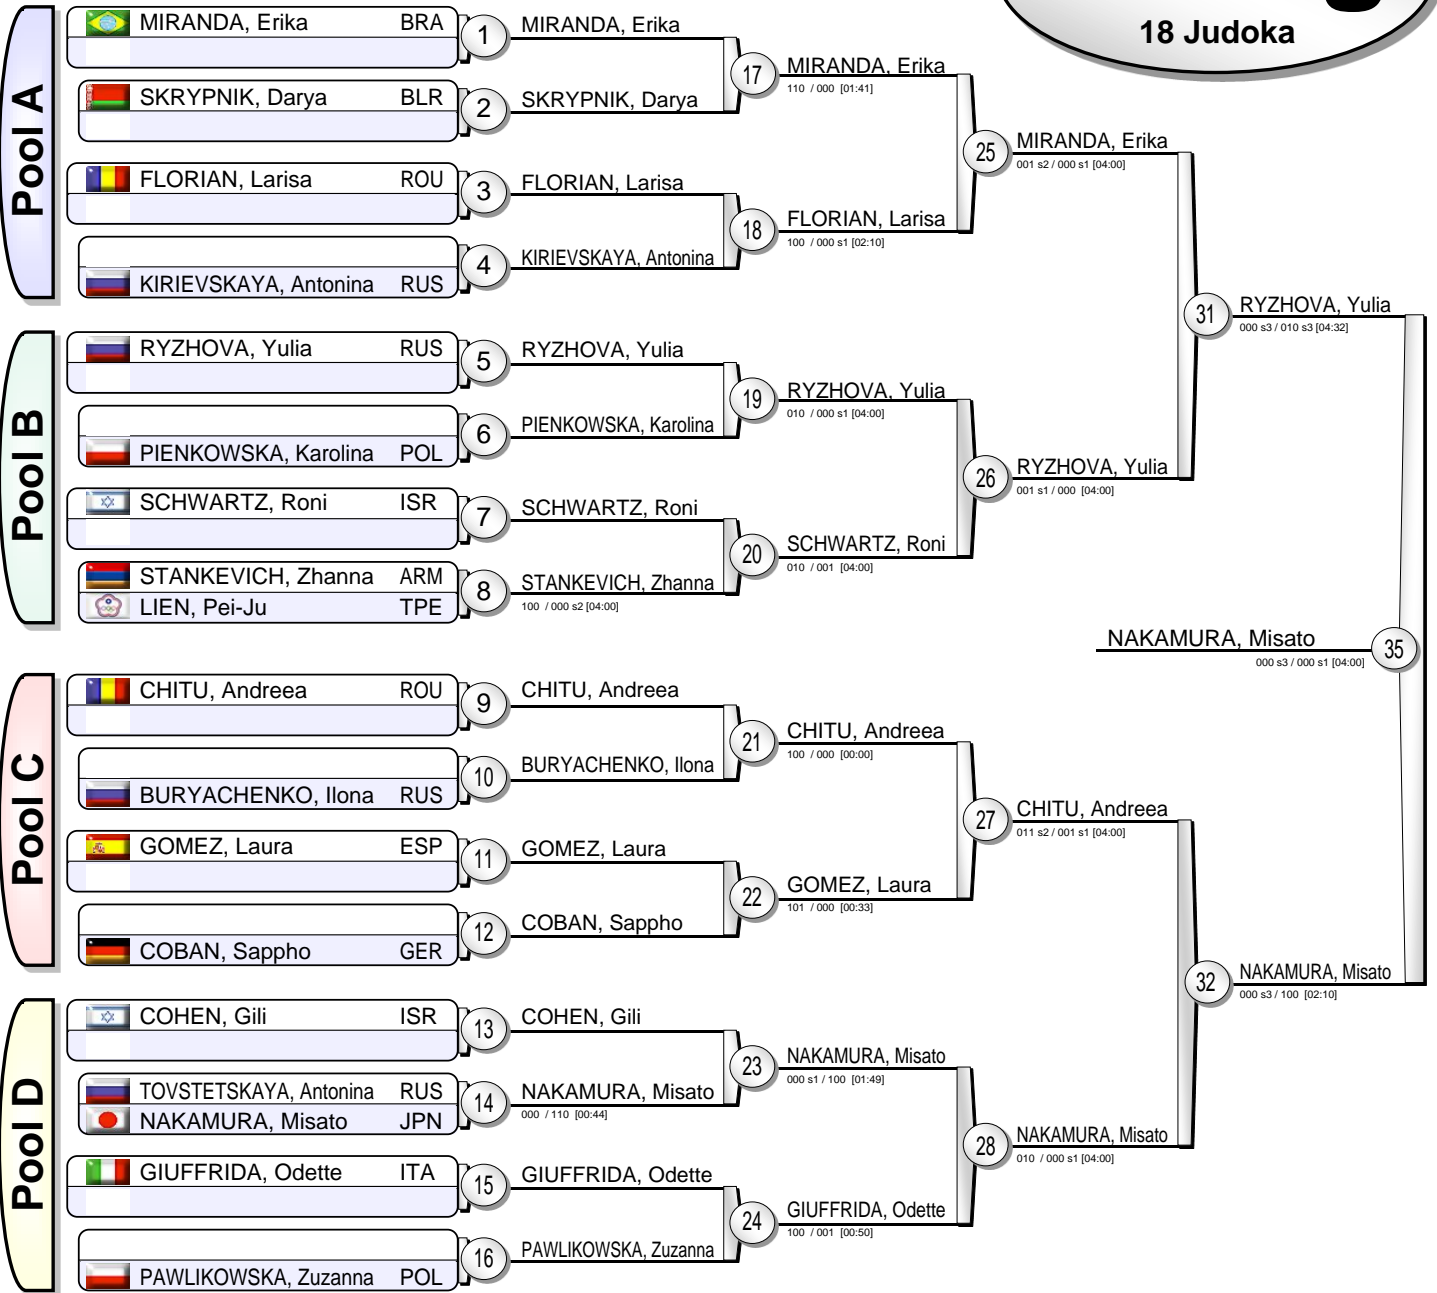 18 Judoka
Pool A
MIRANDA, Erika BRA
1
MIRANDA, Erika
SKRYPNIK, Darya BLR
2
SKRYPNIK, Darya
17
MIRANDA, Erika
110 / 000 [01:41]
FLORIAN, Larisa ROU
3
FLORIAN, Larisa
KIRIEVSKAYA, Antonina RUS
4
KIRIEVSKAYA, Antonina
18
FLORIAN, Larisa
100 / 000 s1 [02:10]
25
MIRANDA, Erika
001 s2 / 000 s1 [04:00]
Pool B
RYZHOVA, Yulia RUS
5
RYZHOVA, Yulia
PIENKOWSKA, Karolina POL
6
PIENKOWSKA, Karolina
19
RYZHOVA, Yulia
010 / 000 s1 [04:00]
SCHWARTZ, Roni ISR
7
SCHWARTZ, Roni
STANKEVICH, Zhanna ARM
LIEN, Pei-Ju TPE
8
STANKEVICH, Zhanna
100 / 000 s2 [04:00]
20
SCHWARTZ, Roni
010 / 001 [04:00]
26
RYZHOVA, Yulia
001 s1 / 000 [04:00]
31
RYZHOVA, Yulia
000 s3 / 010 s3 [04:32]
NAKAMURA, Misato
000 s3 / 000 s1 [04:00]
35
Pool C
CHITU, Andreea ROU
9
CHITU, Andreea
BURYACHENKO, Ilona RUS
10
BURYACHENKO, Ilona
21
CHITU, Andreea
100 / 000 [00:00]
GOMEZ, Laura ESP
11
GOMEZ, Laura
COBAN, Sappho GER
12
COBAN, Sappho
22
GOMEZ, Laura
101 / 000 [00:33]
27
CHITU, Andreea
011 s2 / 001 s1 [04:00]
Pool D
COHEN, Gili ISR
13
COHEN, Gili
TOVSTETSKAYA, Antonina RUS
NAKAMURA, Misato JPN
14
NAKAMURA, Misato
000 / 110 [00:44]
23
NAKAMURA, Misato
000 s1 / 100 [01:49]
GIUFFRIDA, Odette ITA
15
GIUFFRIDA, Odette
PAWLIKOWSKA, Zuzanna POL
16
PAWLIKOWSKA, Zuzanna
24
GIUFFRIDA, Odette
100 / 001 [00:50]
28
NAKAMURA, Misato
010 / 000 s1 [04:00]
32
NAKAMURA, Misato
000 s3 / 100 [02:10]